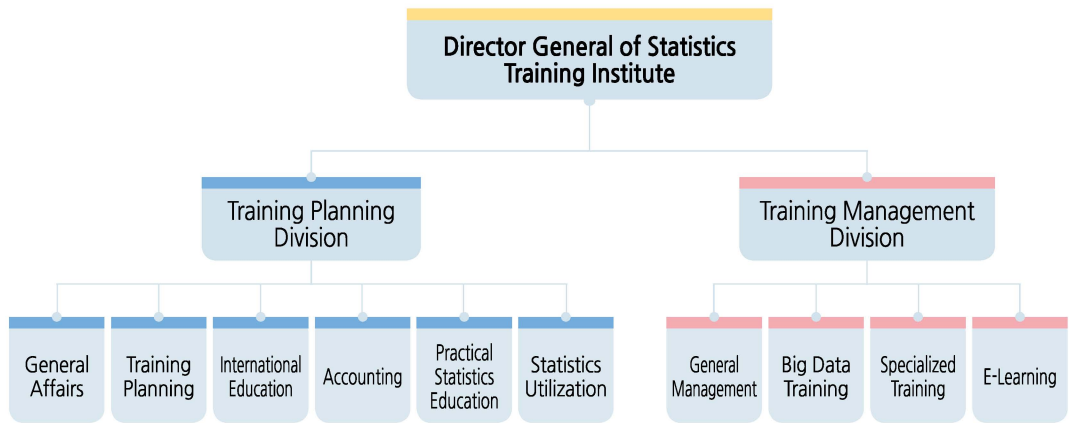 Director General of Statistics
Training Institute
Training Planning
Division
Training Management
Division
General
Affairs
Training
Planning
International
Education
Accounting
Practical
Statistics
Education
Statistics
Utilization
General
Management
Big Data
Training
Specialized
Training
E-Learning